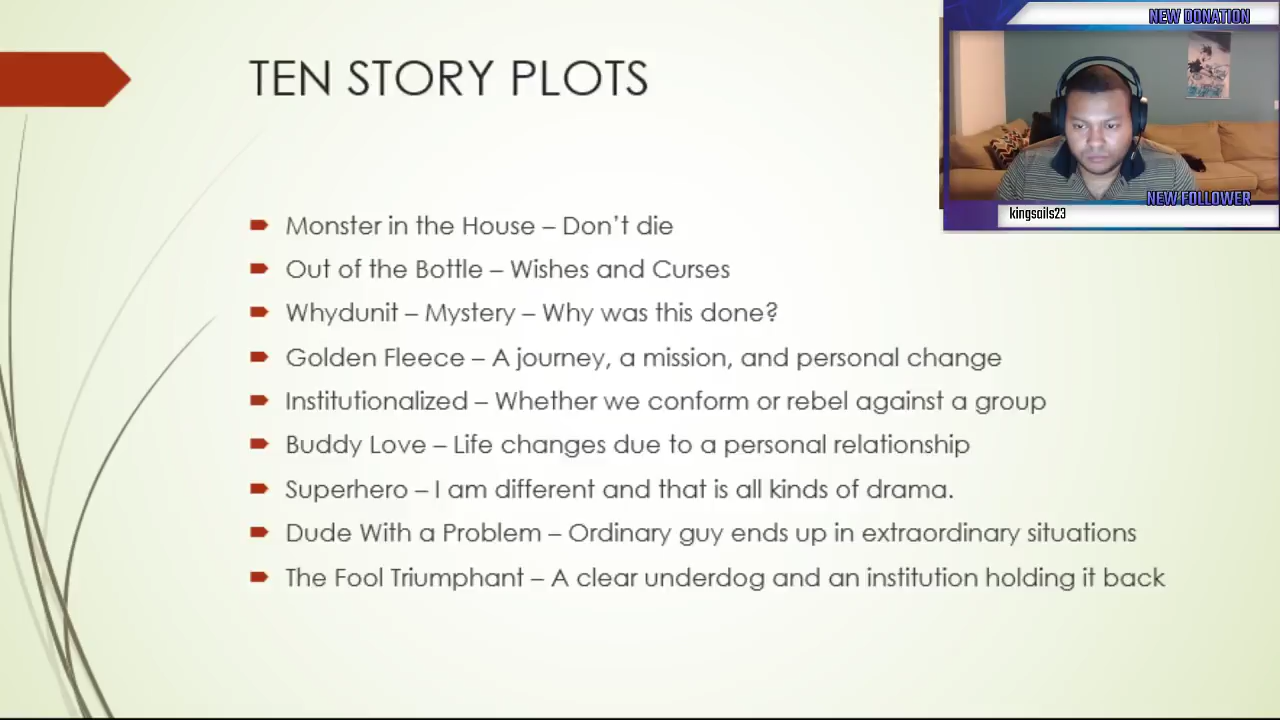 TEN STORY PLOTS
NEW DONATION
NEW FOLLOWER
kingsails23
Monster in the House – Don't die
Out of the Bottle – Wishes and Curses
Whydunit – Mystery – Why was this done?
Golden Fleece – A journey, a mission, and personal change
Institutionalized – Whether we conform or rebel against a group
Buddy Love – Life changes due to a personal relationship
Superhero – I am different and that is all kinds of drama.
Dude With a Problem – Ordinary guy ends up in extraordinary situations
The Fool Triumphant – A clear underdog and an institution holding it back